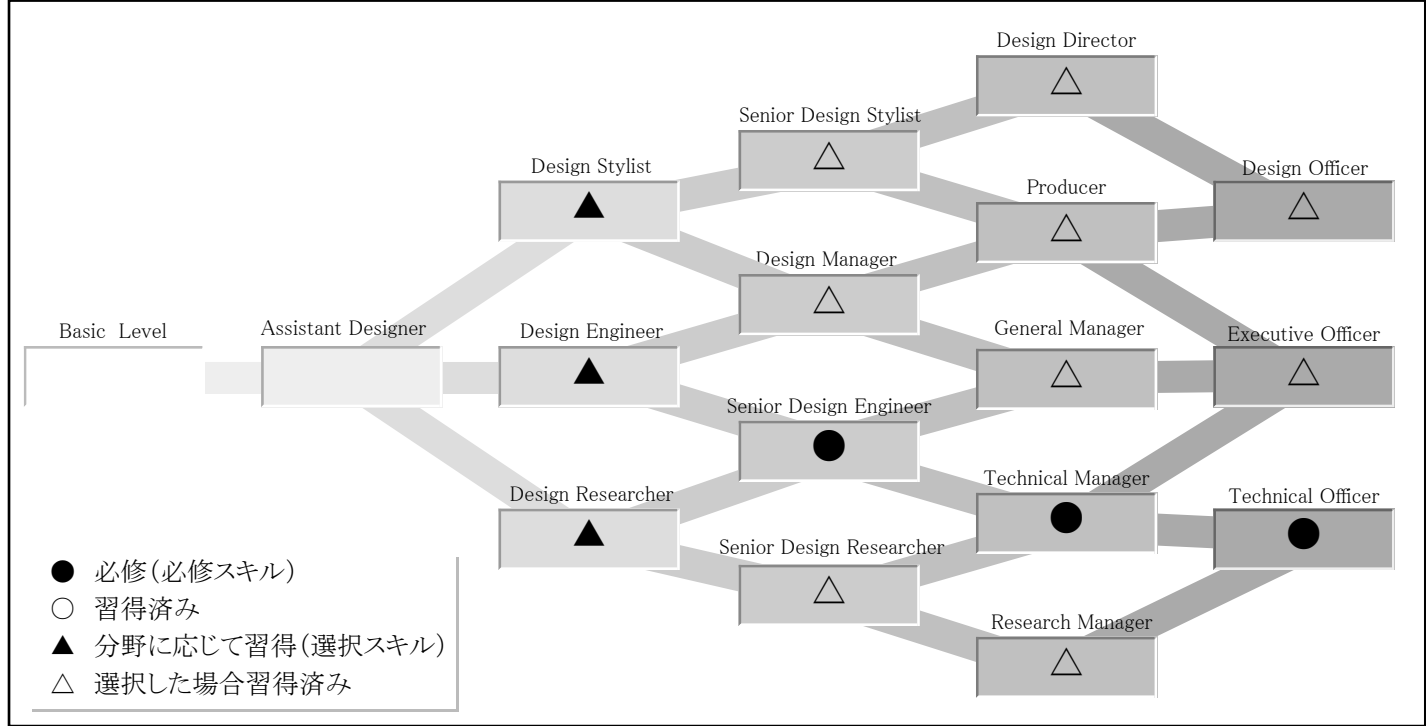 Design Director
△
Senior Design Stylist
△
Design Stylist
▲
Design Officer
△
Producer
△
Design Manager
△
Basic Level
Assistant Designer
Design Engineer
▲
General Manager
△
Executive Officer
△
Senior Design Engineer
●
Design Researcher
▲
Technical Manager
●
Technical Officer
●
Senior Design Researcher
△
Research Manager
△
● 必修(必修スキル)
○ 習得済み
▲ 分野に応じて習得(選択スキル)
△ 選択した場合習得済み